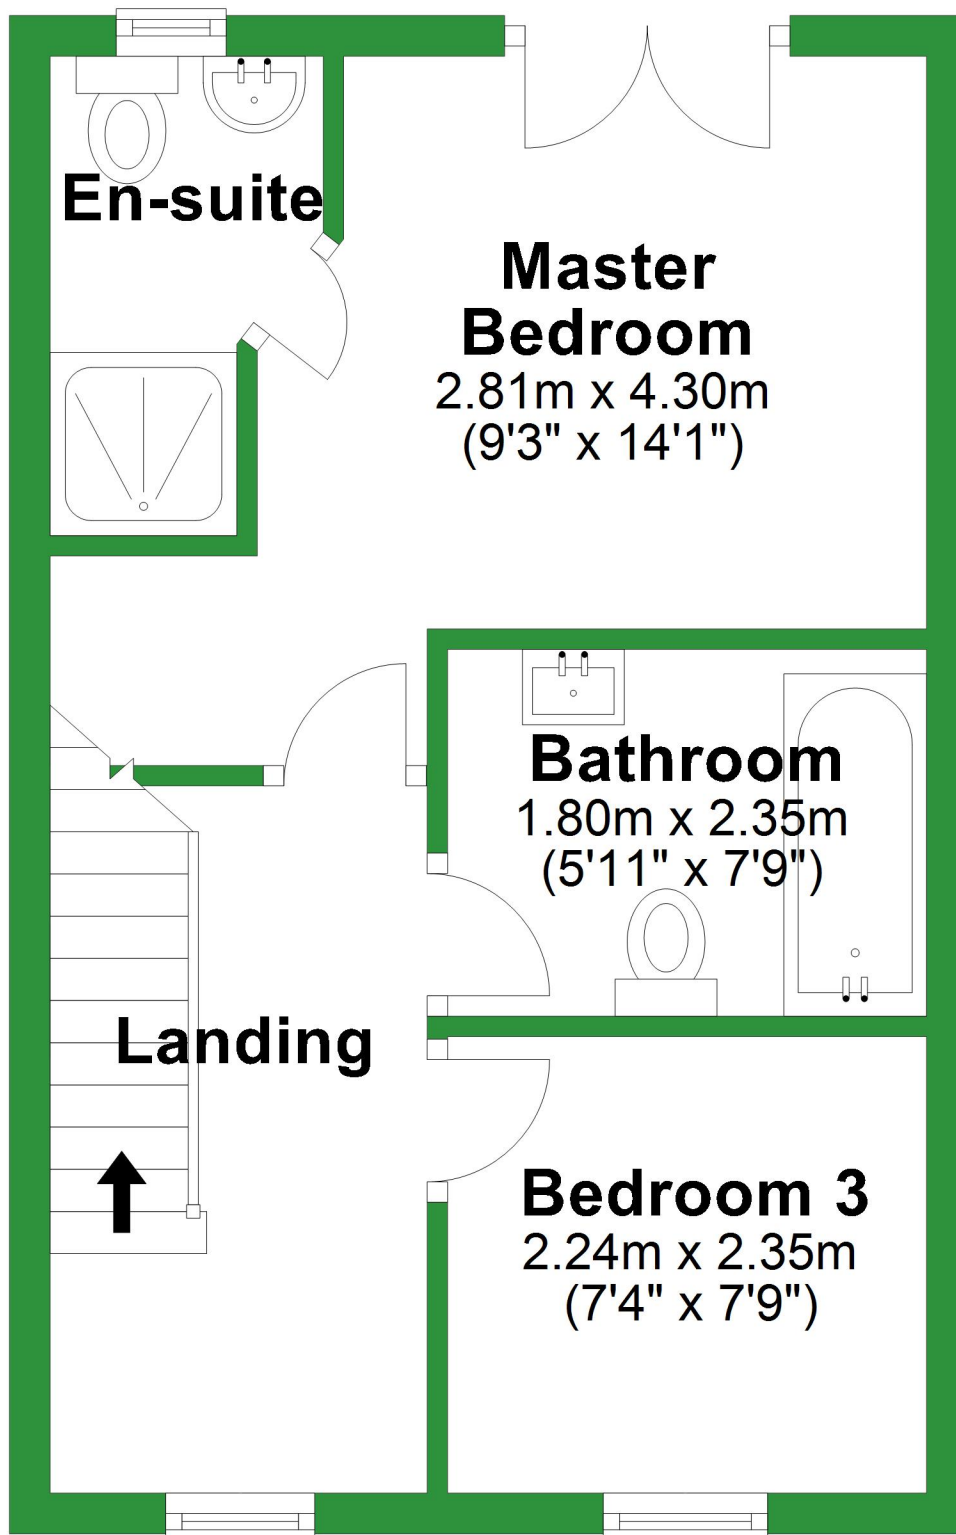 En-suite
Master
Bedroom
2.81m x 4.30m
(9'3" x 14'1")
Bathroom
1.80m x 2.35m
(5'11" x 7'9")
Landing
Bedroom 3
2.24m x 2.35m
(7'4" x 7'9")